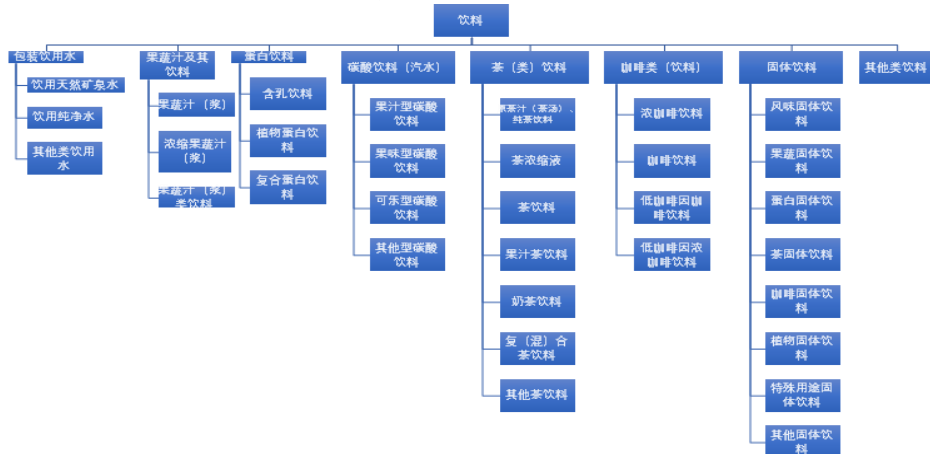 饮料
包装饮用水
饮用天然矿泉水
饮用纯净水
其他类饮用
水
果蔬汁及其
饮料
果蔬汁（浆）
浓缩果蔬汁
（浆）
果蔬汁（浆）
类饮料
蛋白饮料
含乳饮料
植物蛋白饮
料
复合蛋白饮
料
碳酸饮料（汽水）
果汁型碳酸
饮料
果味型碳酸
饮料
可乐型碳酸
饮料
其他型碳酸
饮料
茶（类）饮料
原茶汁（茶汤）、
纯茶饮料
茶浓缩液
茶饮料
果汁茶饮料
奶茶饮料
复（混）合
茶饮料
其他茶饮料
咖啡类（饮料）
浓咖啡饮料
咖啡饮料
低咖啡因咖
啡饮料
低咖啡因浓
咖啡饮料
固体饮料
风味固体饮
料
果蔬固体饮
料
蛋白固体饮
料
茶固体饮料
咖啡固体饮
料
植物固体饮
料
特殊用途固
体饮料
其他固体饮
料
其他类饮料